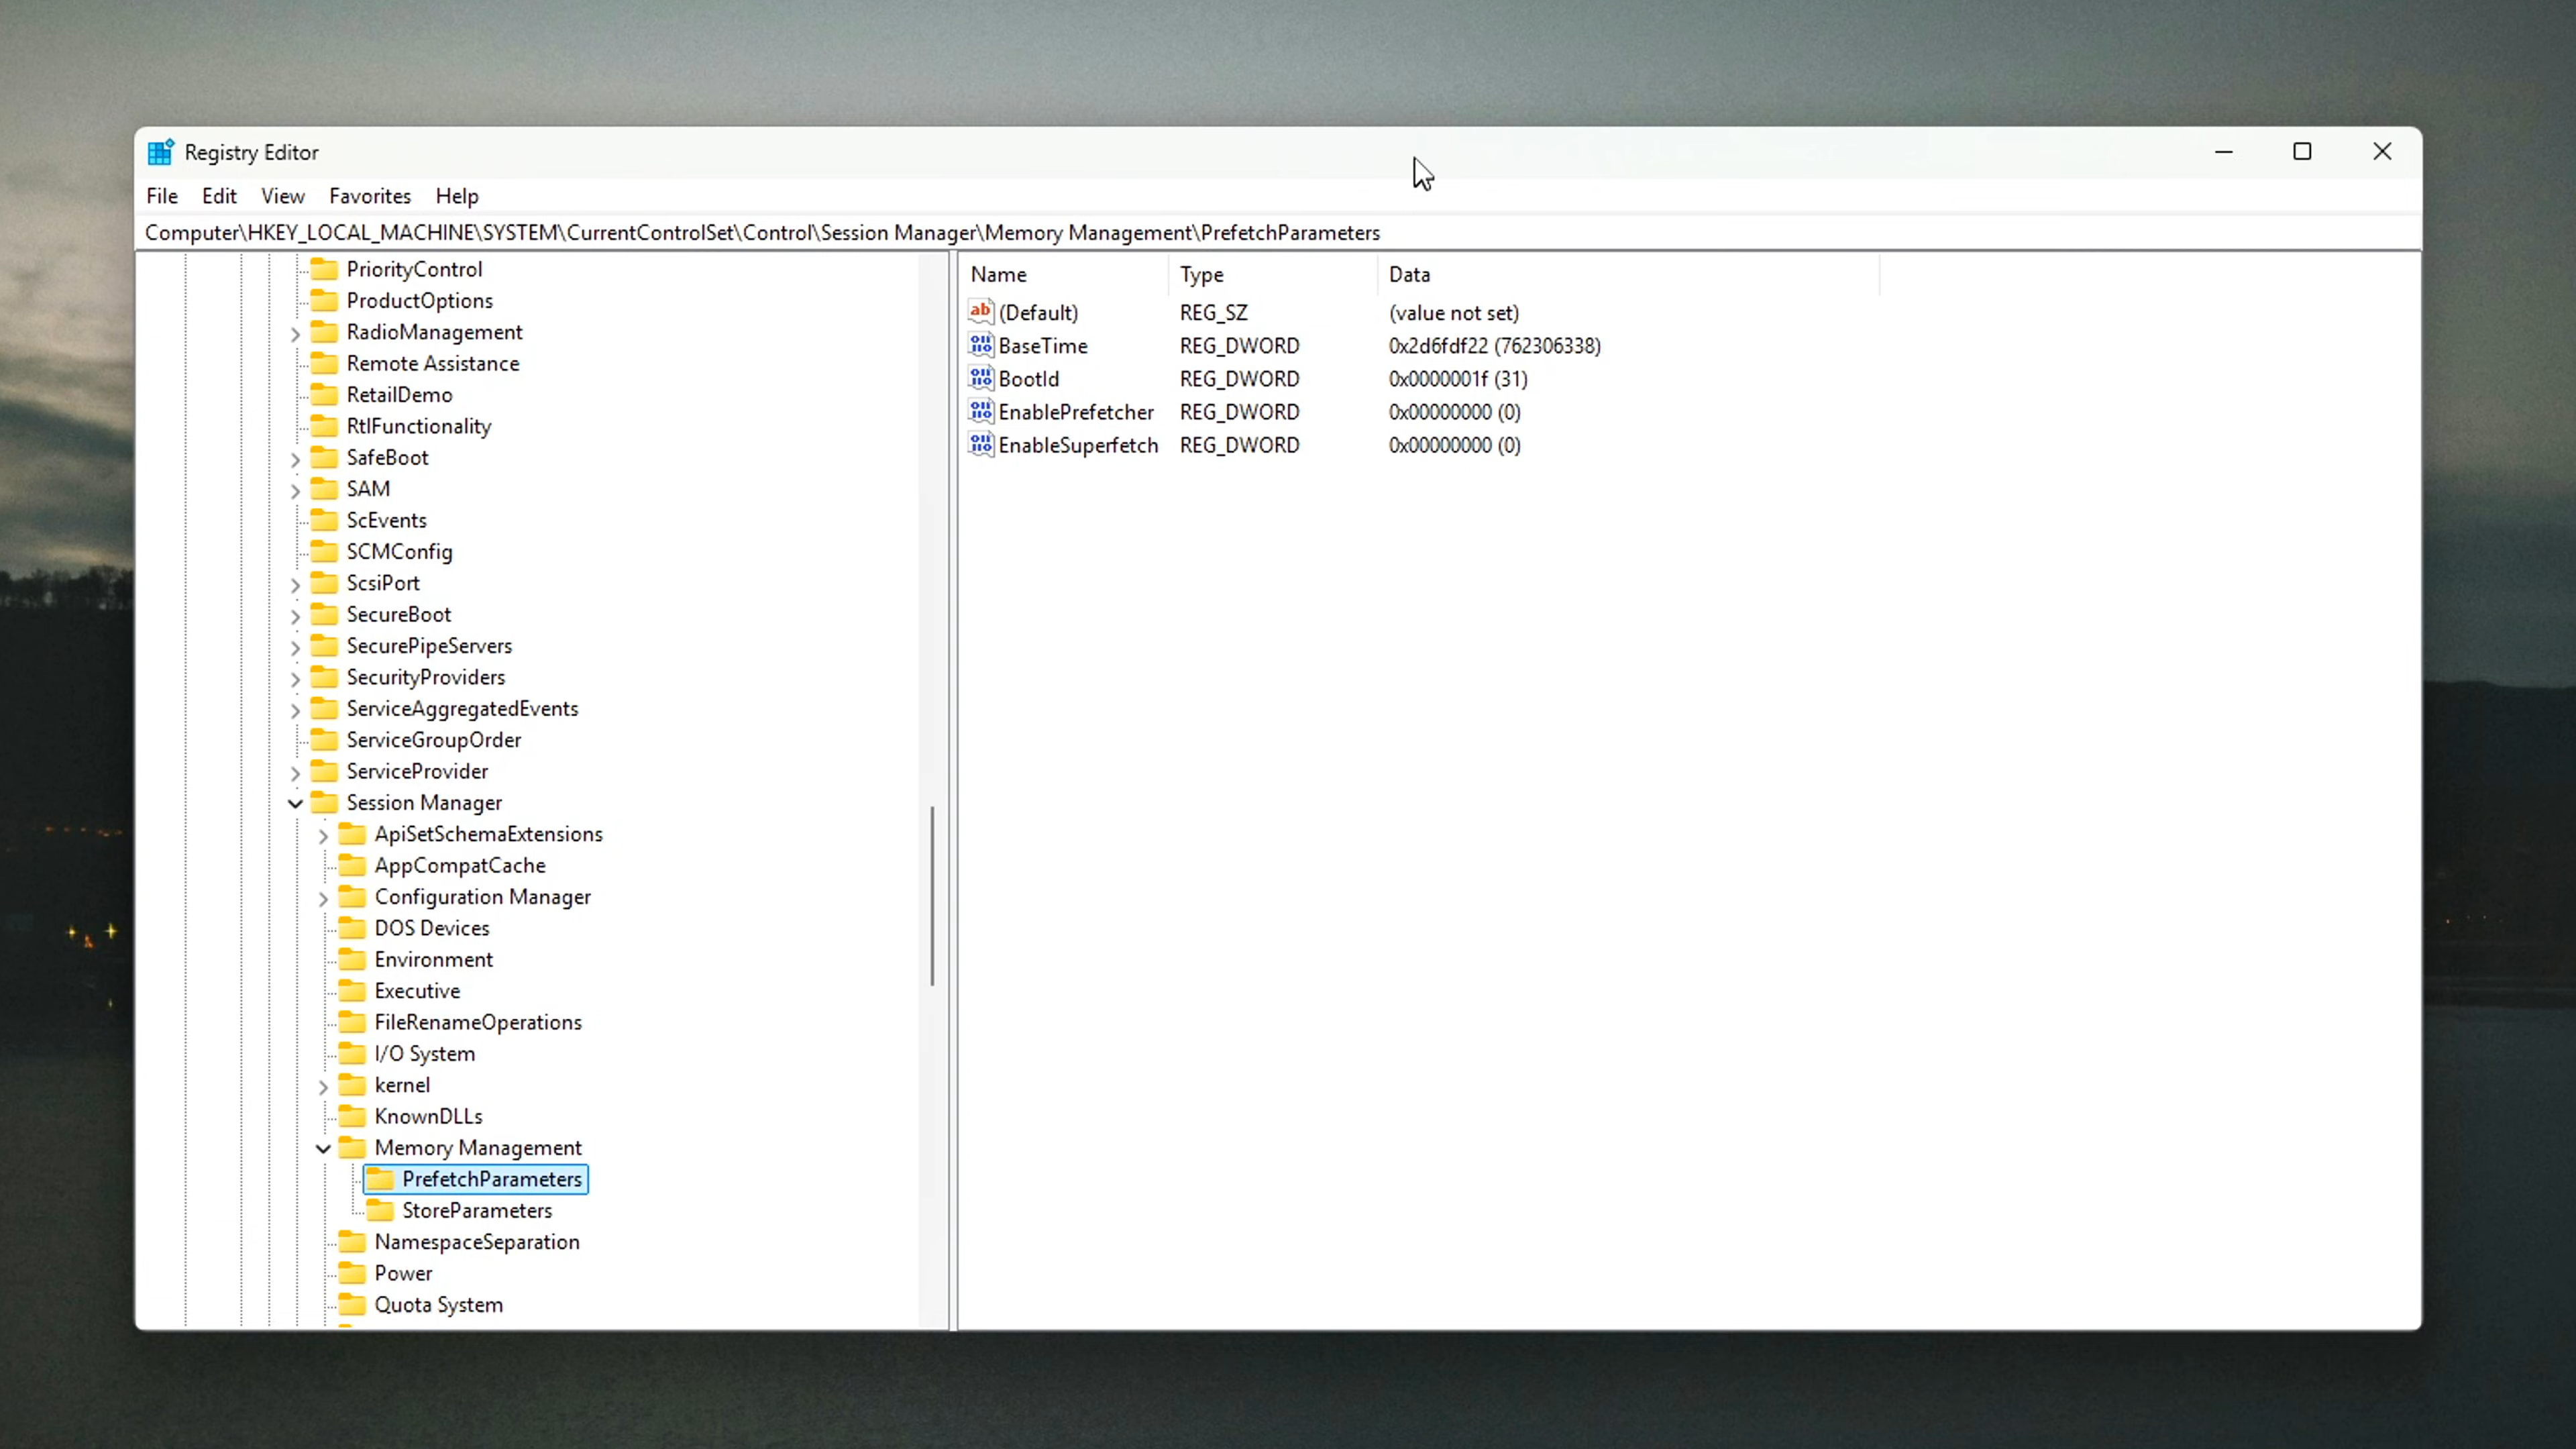 Registry Editor
File Edit View Favorites Help
Computer\HKEY_LOCAL_MACHINE\SYSTEM\CurrentControlSet\Control\Session Manager\Memory Management\PrefetchParameters
PriorityControl
ProductOptions
RadioManagement
Remote Assistance
RetailDemo
RtlFunctionality
SafeBoot
SAM
ScEvents
SCMConfig
ScsiPort
SecureBoot
SecurePipeServers
SecurityProviders
ServiceAggregatedEvents
ServiceGroupOrder
ServiceProvider
Session Manager
ApiSetSchemaExtensions
AppCompatCache
Configuration Manager
DOS Devices
Environment
Executive
FileRenameOperations
I/O System
kernel
KnownDLLs
Memory Management
PrefetchParameters
StoreParameters
NamespaceSeparation
Power
Quota System
Name Type Data
(Default) REG_SZ (value not set)
BaseTime REG_DWORD 0x2d6fdf22 (762306338)
BootId REG_DWORD 0x0000001f (31)
EnablePrefetcher REG_DWORD 0x00000000 (0)
EnableSuperfetch REG_DWORD 0x00000000 (0)